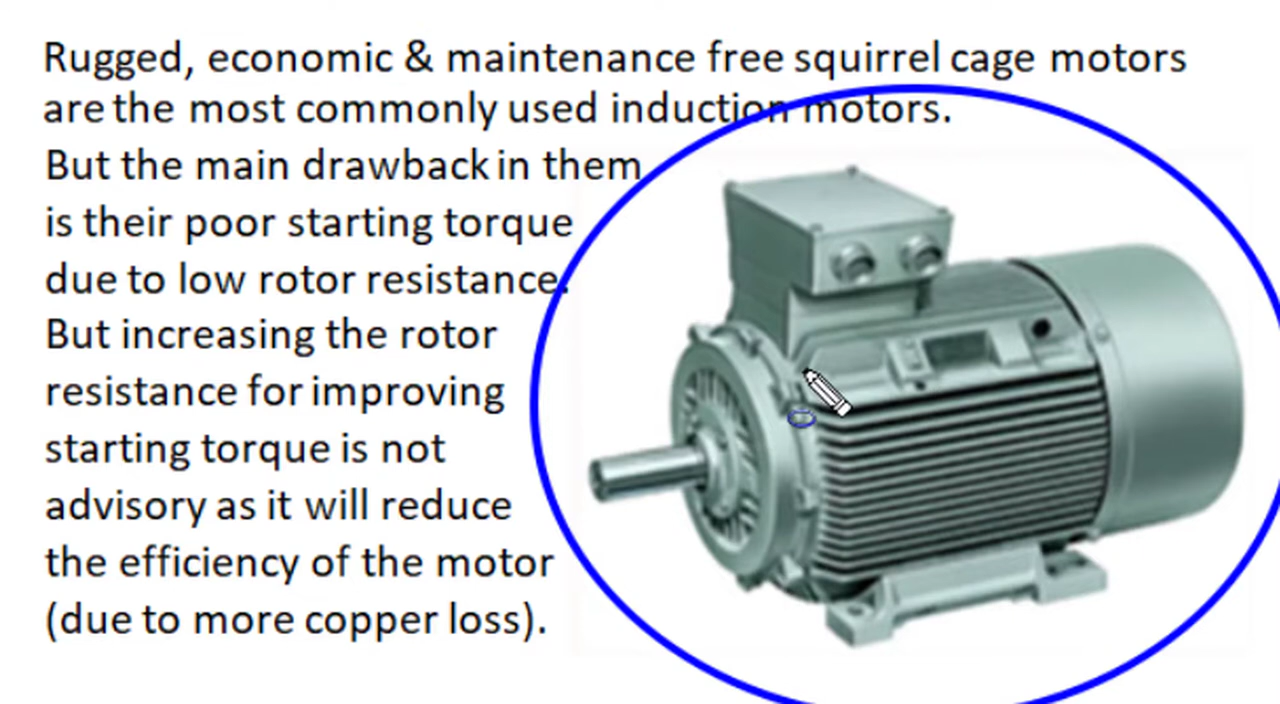 Rugged, economic & maintenance free squirrel cage motors
are the most commonly used induction motors.
But the main drawback in them
is their poor starting torque
due to low rotor resistance.
But increasing the rotor
resistance for improving
starting torque is not
advisory as it will reduce
the efficiency of the motor
(due to more copper loss).